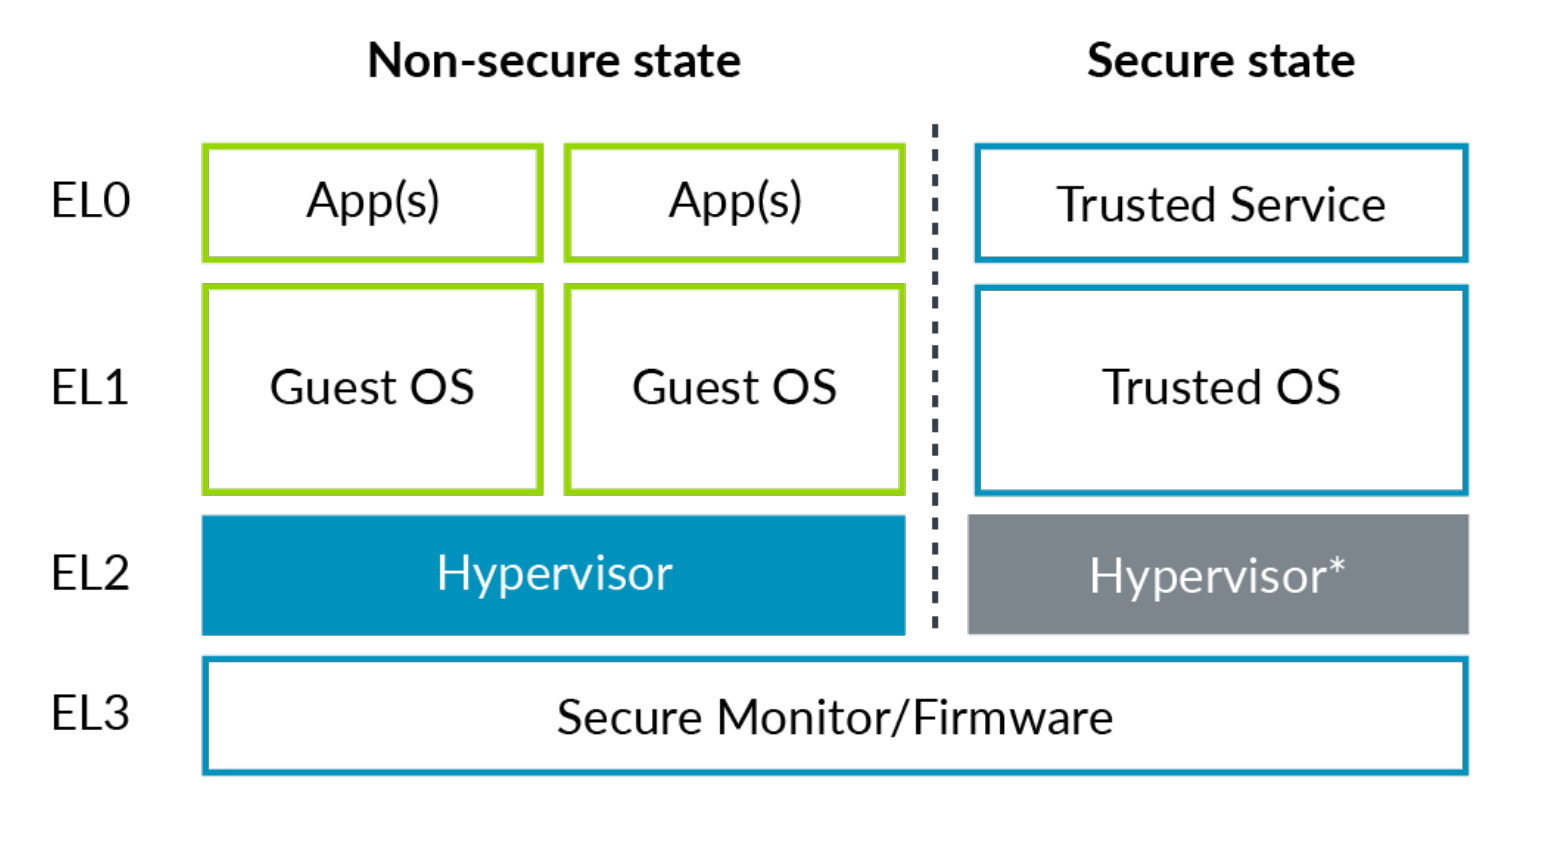 Non-secure state
Secure state
EL0
App(s)
App(s)
Trusted Service
EL1
Guest OS
Guest OS
Trusted OS
EL2
Hypervisor
Hypervisor*
EL3
Secure Monitor/Firmware